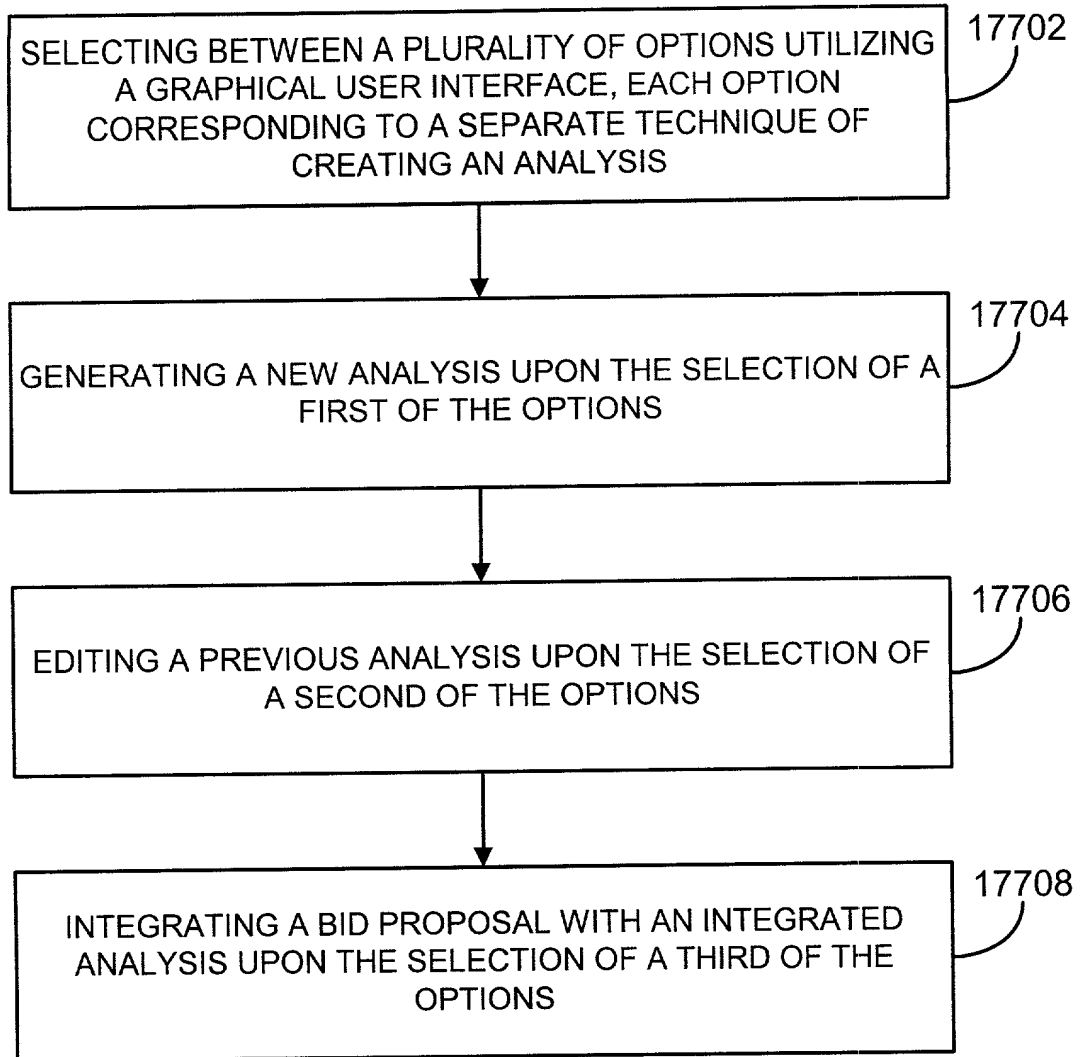 SELECTING BETWEEN A PLURALITY OF OPTIONS UTILIZING
A GRAPHICAL USER INTERFACE, EACH OPTION
CORRESPONDING TO A SEPARATE TECHNIQUE OF
CREATING AN ANALYSIS
17702
GENERATING A NEW ANALYSIS UPON THE SELECTION OF A
FIRST OF THE OPTIONS
17704
EDITING A PREVIOUS ANALYSIS UPON THE SELECTION OF
A SECOND OF THE OPTIONS
17706
INTEGRATING A BID PROPOSAL WITH AN INTEGRATED
ANALYSIS UPON THE SELECTION OF A THIRD OF THE
OPTIONS
17708